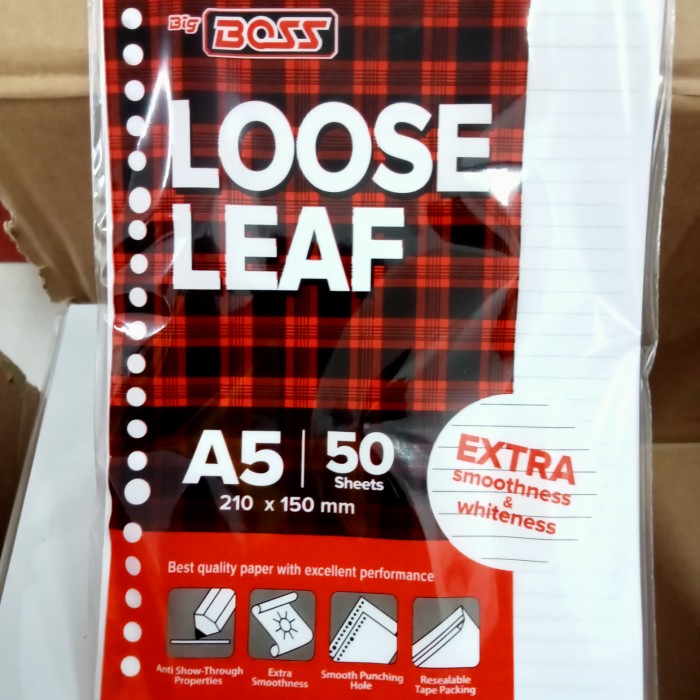 Big BOSS
LOOSE
LEAF
A5 | 50
Sheets
210 x 150 mm
EXTRA
smoothness
&
whiteness
Best quality paper with excellent performance
Anti Show-Through
Properties
Extra
Smoothness
Smooth Punching
Hole
Resealable
Tape Packing